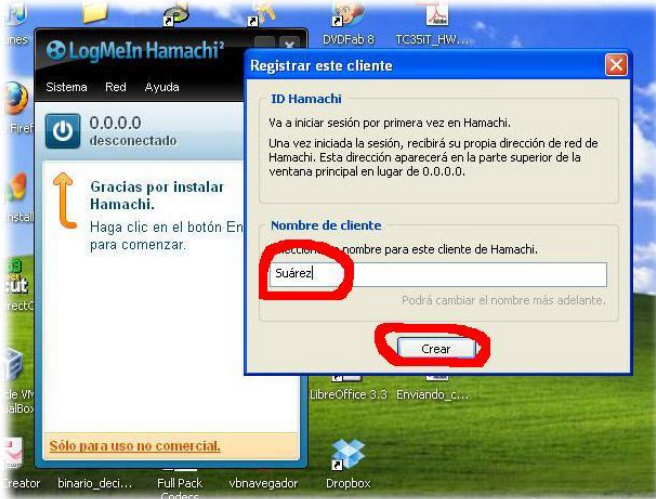 DVDFab 8
TC35iT_HW...
LogMeIn Hamachi²
Sistema Red Ayuda
0.0.0.0
desconectado
Gracias por instalar
Hamachi.
Haga clic en el botón En
para comenzar.
Sólo para uso no comercial.
Registrar este cliente
ID Hamachi
Va a iniciar sesión por primera vez en Hamachi.
Una vez iniciada la sesión, recibirá su propia dirección de red de
Hamachi. Esta dirección aparecerá en la parte superior de la
ventana principal en lugar de 0.0.0.0.
Nombre de cliente
nombre para este cliente de Hamachi.
Suárez
Podrá cambiar el nombre más adelante.
Crear
LibreOffice 3.3
Enviando_c...
Creator
binario_deci...
Full Pack
Codecs
vbnavegador
Dropbox